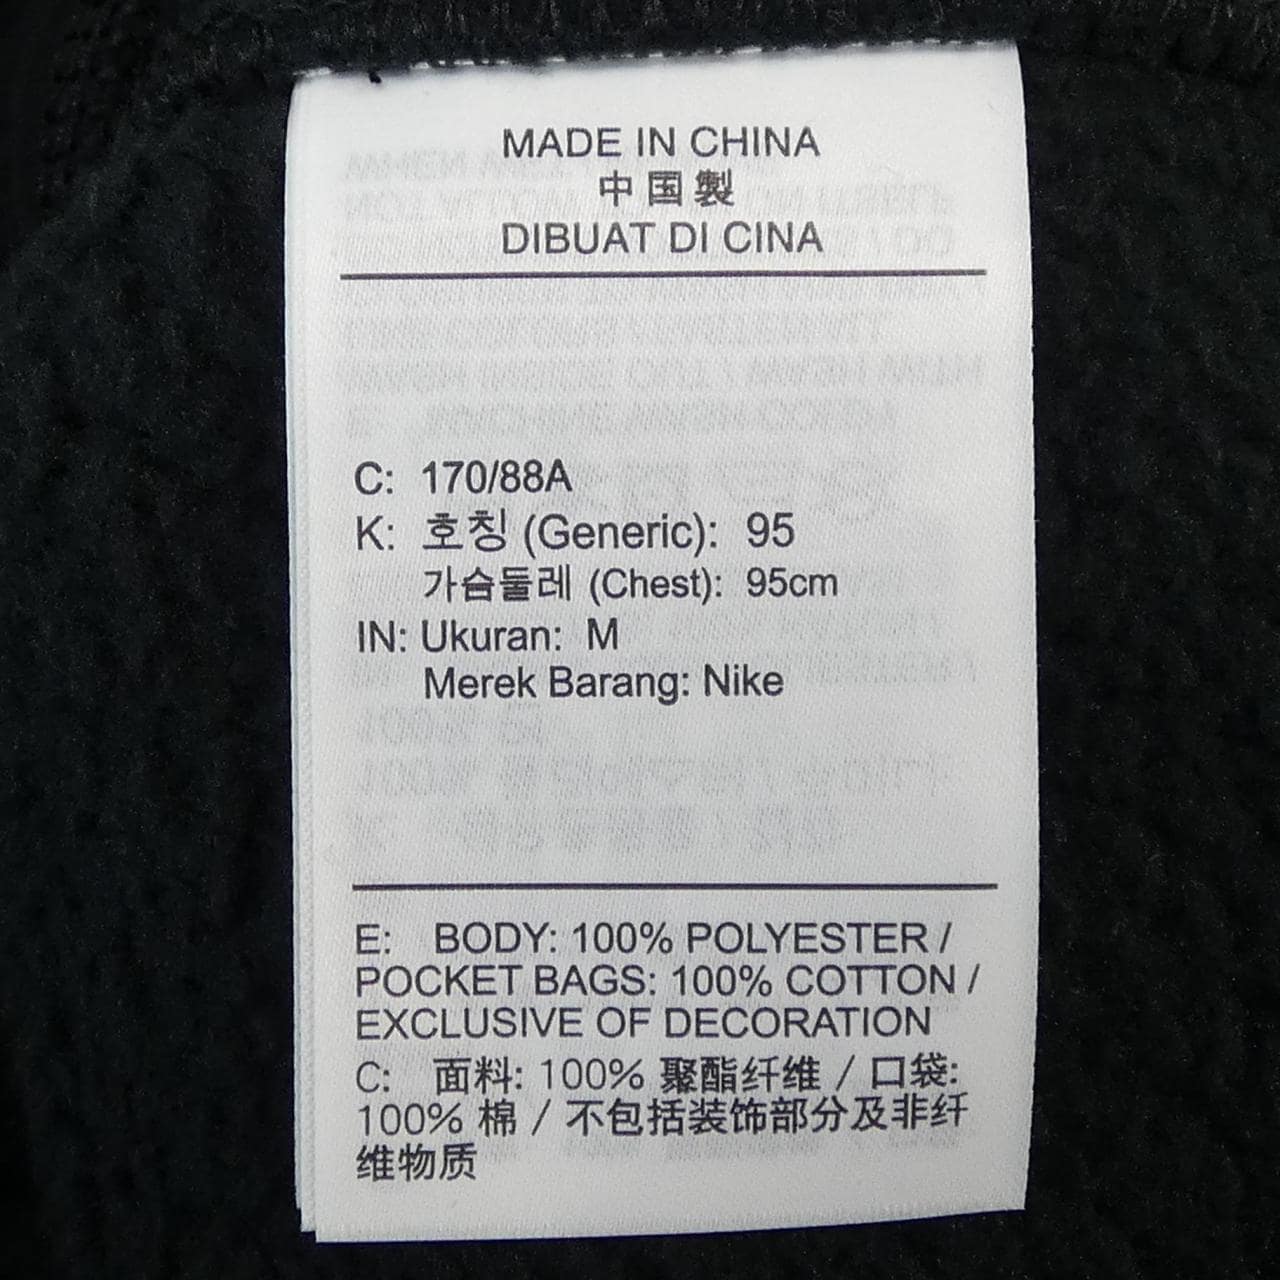 MADE IN CHINA
中国製
DIBUAT DI CINA
C: 170/88A
K: 호칭 (Generic): 95
가슴둘레 (Chest): 95cm
IN: Ukuran: M
Merek Barang: Nike
E: BODY: 100% POLYESTER /
POCKET BAGS: 100% COTTON /
EXCLUSIVE OF DECORATION
C: 面料: 100% 聚酯纤维 / 口袋:
100% 棉 / 不包括装饰部分及非纤
维物质